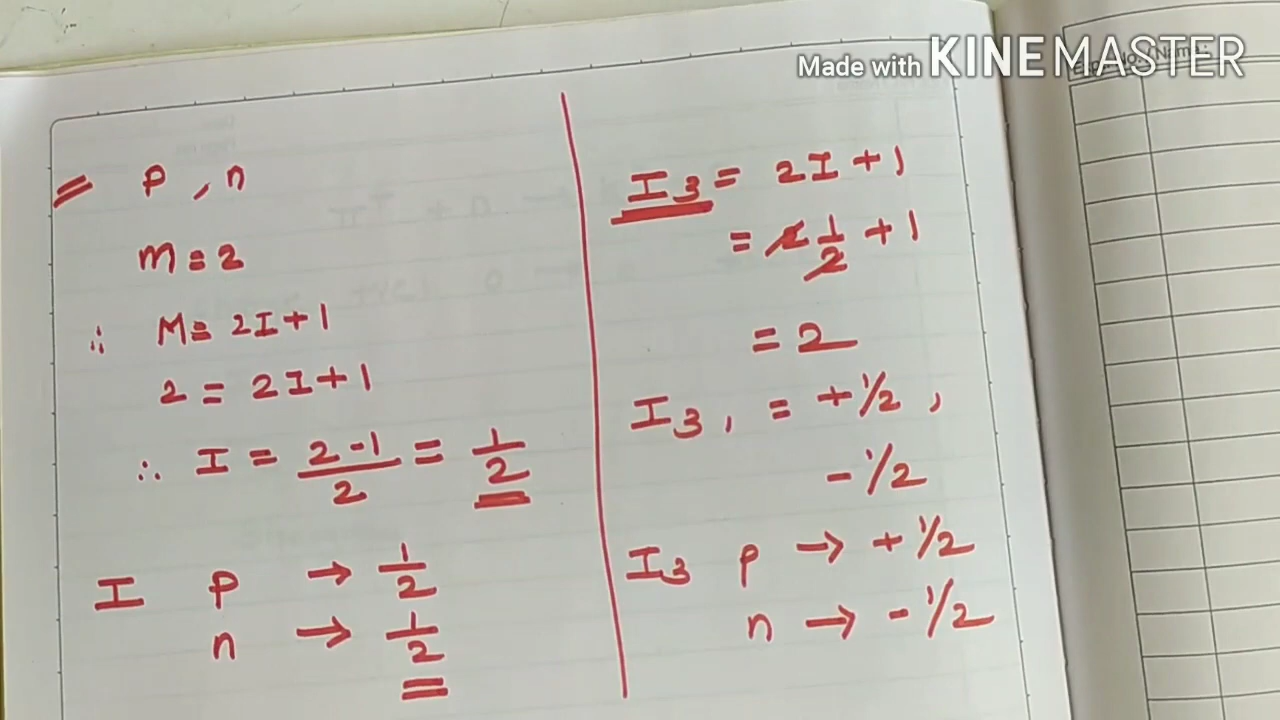 Made with KINEMASTER
p, n
m = 2
∴ M = 2I + 1
2 = 2I + 1
∴ I = 2-1/2 = 1/2
I p → 1/2
n → 1/2
I3 = 2I + 1
= 2 1/2 + 1
= 2
I3, = + 1/2,
- 1/2
I3 p → + 1/2
n → - 1/2